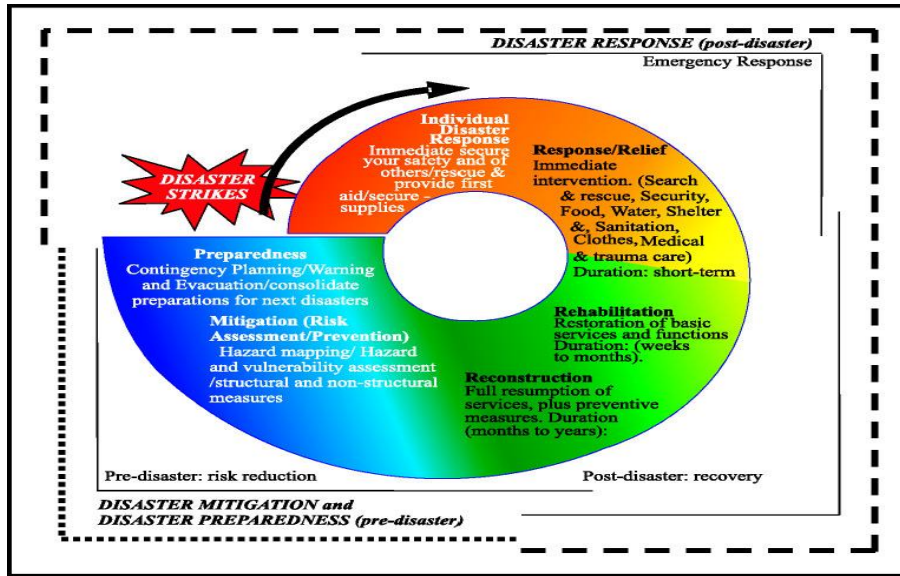 DISASTER RESPONSE (post-disaster)
Emergency Response
DISASTER
STRIKES
Individual
Disaster
Response
Immediate secure
your safety and of
others/rescue &
provide first
aid/secure -
supplies
Response/Relief
Immediate
intervention. (Search
& rescue, Security,
Food, Water, Shelter
&, Sanitation,
Clothes, Medical
& trauma care)
Duration: short-term
Rehabilitation
Restoration of basic
services and functions
Duration: (weeks
to months).
Reconstruction
Full resumption of
services, plus preventive
measures. Duration
(months to years):
Preparedness
Contingency Planning/Warning
and Evacuation/consolidate
preparations for next disasters
Mitigation (Risk
Assessment/Prevention)
Hazard mapping/ Hazard
and vulnerability assessment
/structural and non-structural
measures
Pre-disaster: risk reduction
Post-disaster: recovery
DISASTER MITIGATION and
DISASTER PREPAREDNESS (pre-disaster)